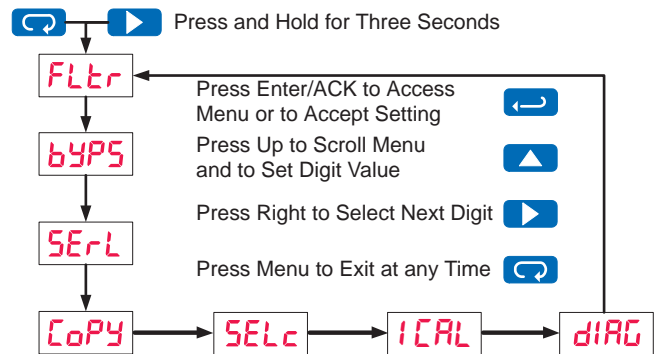 Press and Hold for Three Seconds
FLtr
Press Enter/ACK to Access
Menu or to Accept Setting
bYPS
Press Up to Scroll Menu
and to Set Digit Value
Press Right to Select Next Digit
SErL
Press Menu to Exit at any Time
CoPY
SELc
ICAL
dIAG